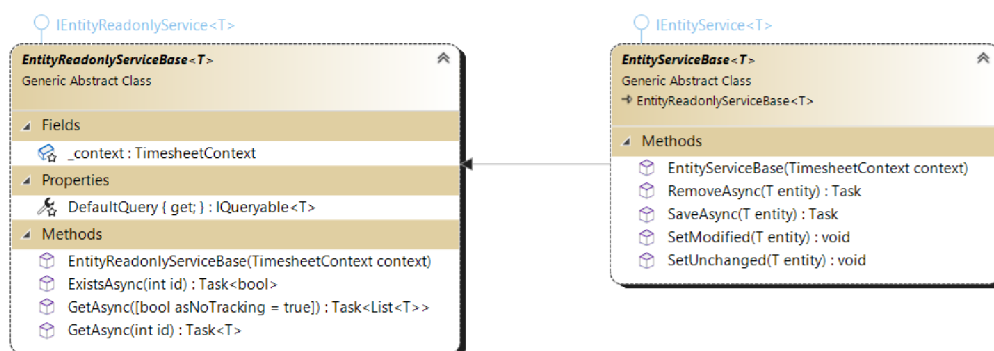 IEntityReadonlyService<T>
EntityReadonlyServiceBase<T>
Generic Abstract Class
Fields
_context : TimesheetContext
Properties
DefaultQuery { get; } : IQueryable<T>
Methods
EntityReadonlyServiceBase(TimesheetContext context)
ExistsAsync(int id) : Task<bool>
GetAsync([bool asNoTracking = true]) : Task<List<T>>
GetAsync(int id) : Task<T>
IEntityService<T>
EntityServiceBase<T>
Generic Abstract Class
EntityReadonlyServiceBase<T>
Methods
EntityServiceBase(TimesheetContext context)
RemoveAsync(T entity) : Task
SaveAsync(T entity) : Task
SetModified(T entity) : void
SetUnchanged(T entity) : void